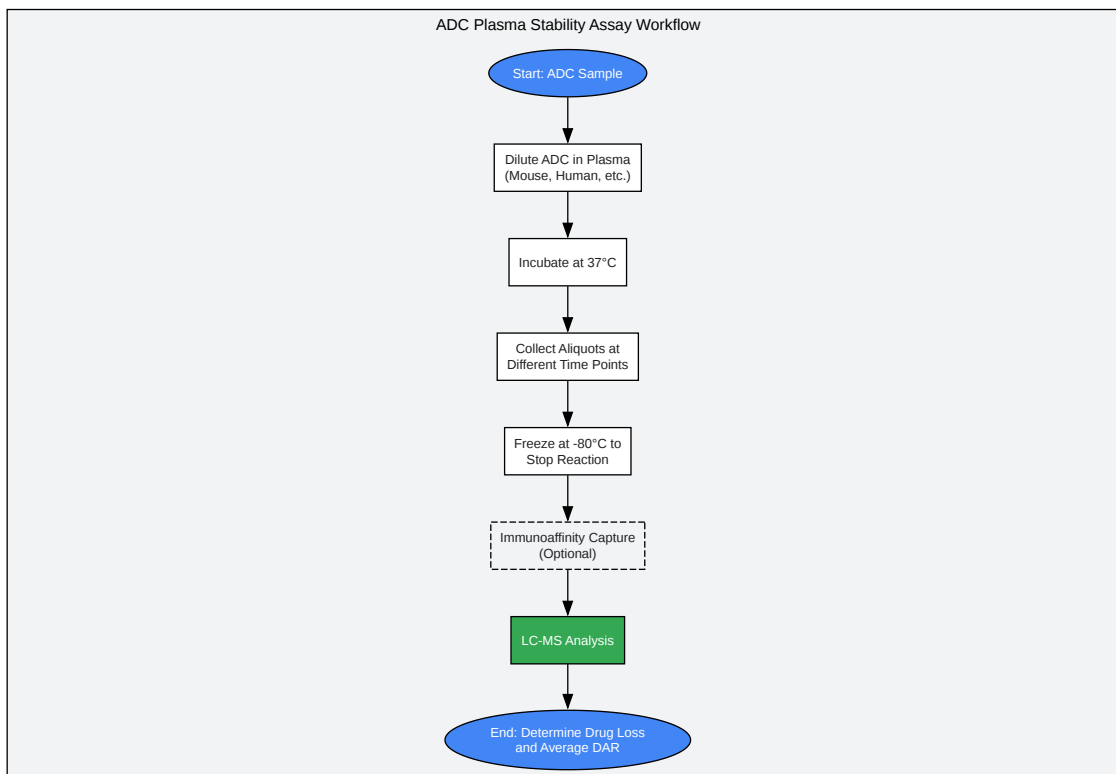 ADC Plasma Stability Assay Workflow
Start: ADC Sample
Dilute ADC in Plasma
(Mouse, Human, etc.)
Incubate at 37°C
Collect Aliquots at
Different Time Points
Freeze at -80°C to
Stop Reaction
Immunoaffinity Capture
(Optional)
LC-MS Analysis
End: Determine Drug Loss
and Average DAR